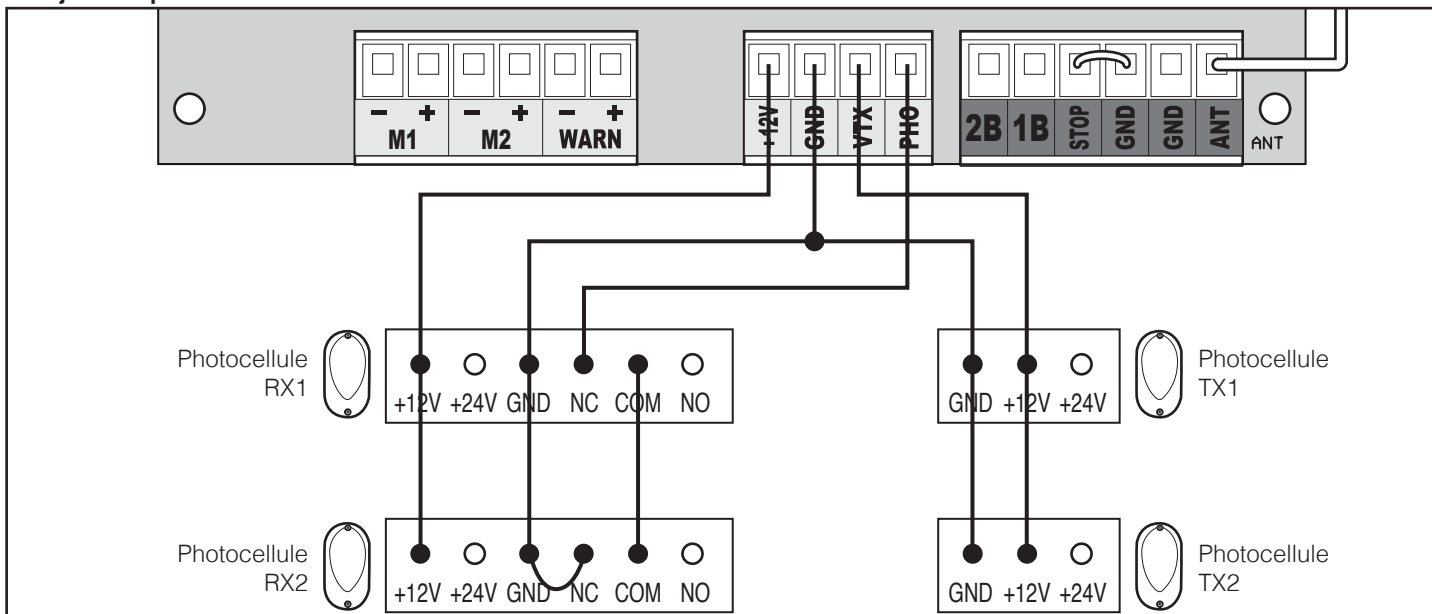 - + - + - +
M1 M2 WARN
+12V GND VTX PHO
2B 1B STOP GND GND ANT
ANT
Photocellule
RX1
+12V +24V GND NC COM NO
Photocellule
TX1
GND +12V +24V
Photocellule
RX2
+12V +24V GND NC COM NO
Photocellule
TX2
GND +12V +24V